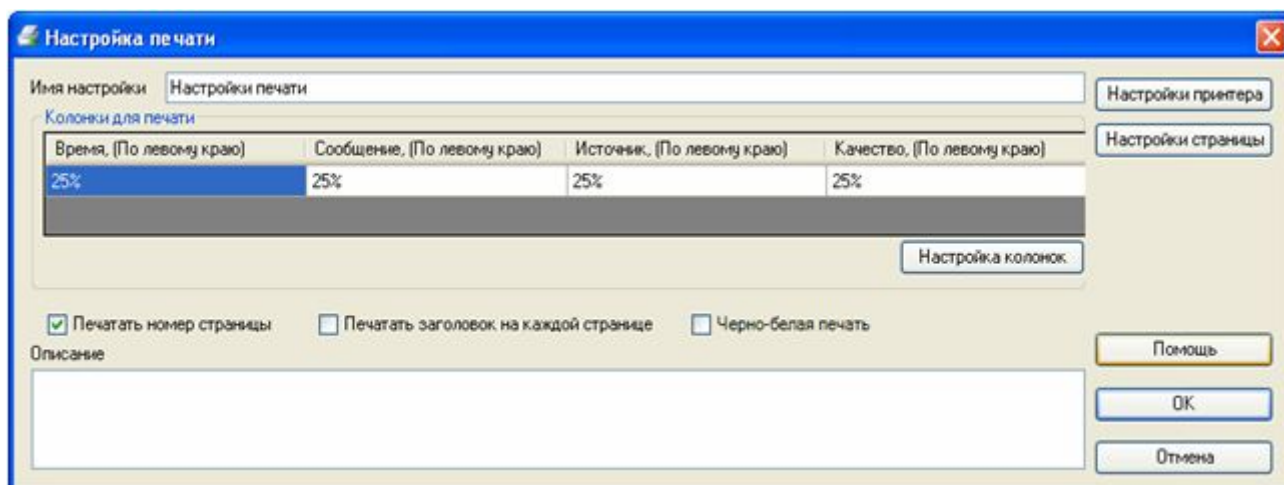 Настройка печати
Имя настройки Настройки печати Настройки принтера
Колонки для печати
Время, (По левому краю) Сообщение, (По левому краю) Источник, (По левому краю) Качество, (По левому краю) Настройки страницы
25% 25% 25% 25%
Настройка колонок
Печатать номер страницы Печатать заголовок на каждой странице Черно-белая печать
Описание Помощь
OK
Отмена